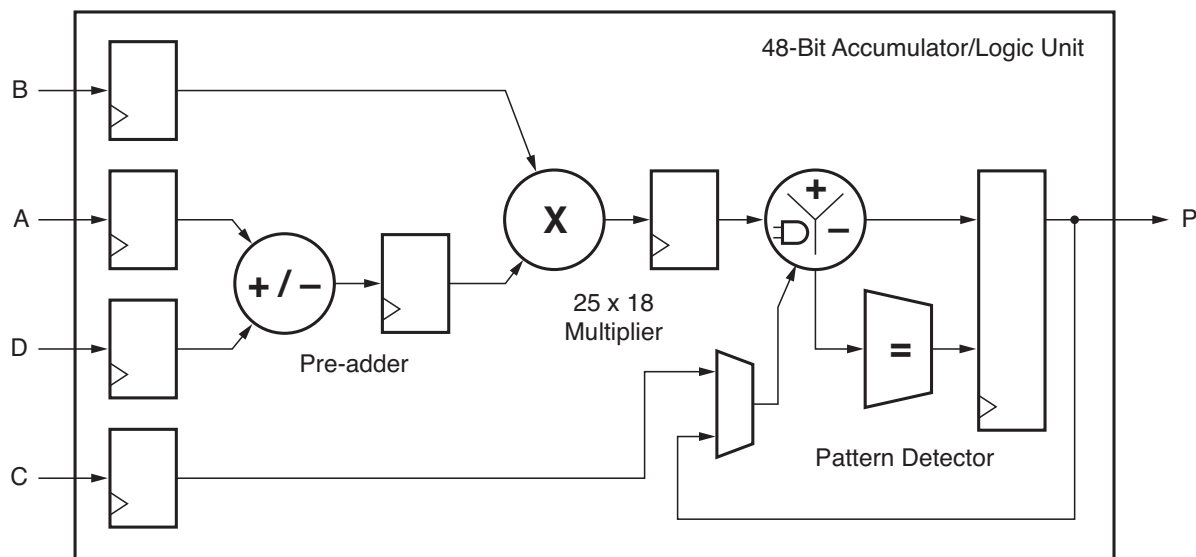 48-Bit Accumulator/Logic Unit
B
A
X
+
–
P
+ / –
25 x 18
Multiplier
D
Pre-adder
=
C
Pattern Detector